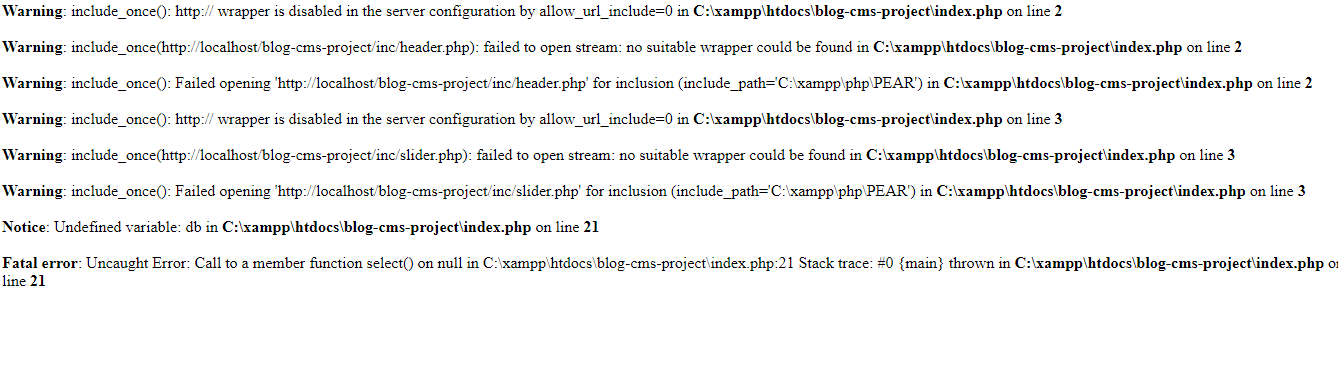 Warning: include_once(): http:// wrapper is disabled in the server configuration by allow_url_include=0 in C:\xampp\htdocs\blog-cms-project\index.php on line 2
Warning: include_once(http://localhost/blog-cms-project/inc/header.php): failed to open stream: no suitable wrapper could be found in C:\xampp\htdocs\blog-cms-project\index.php on line 2
Warning: include_once(): Failed opening 'http://localhost/blog-cms-project/inc/header.php' for inclusion (include_path='C:\xampp\php\PEAR') in C:\xampp\htdocs\blog-cms-project\index.php on line 2
Warning: include_once(): http:// wrapper is disabled in the server configuration by allow_url_include=0 in C:\xampp\htdocs\blog-cms-project\index.php on line 3
Warning: include_once(http://localhost/blog-cms-project/inc/slider.php): failed to open stream: no suitable wrapper could be found in C:\xampp\htdocs\blog-cms-project\index.php on line 3
Warning: include_once(): Failed opening 'http://localhost/blog-cms-project/inc/slider.php' for inclusion (include_path='C:\xampp\php\PEAR') in C:\xampp\htdocs\blog-cms-project\index.php on line 3
Notice: Undefined variable: db in C:\xampp\htdocs\blog-cms-project\index.php on line 21
Fatal error: Uncaught Error: Call to a member function select() on null in C:\xampp\htdocs\blog-cms-project\index.php:21 Stack trace: #0 {main} thrown in C:\xampp\htdocs\blog-cms-project\index.php
line 21